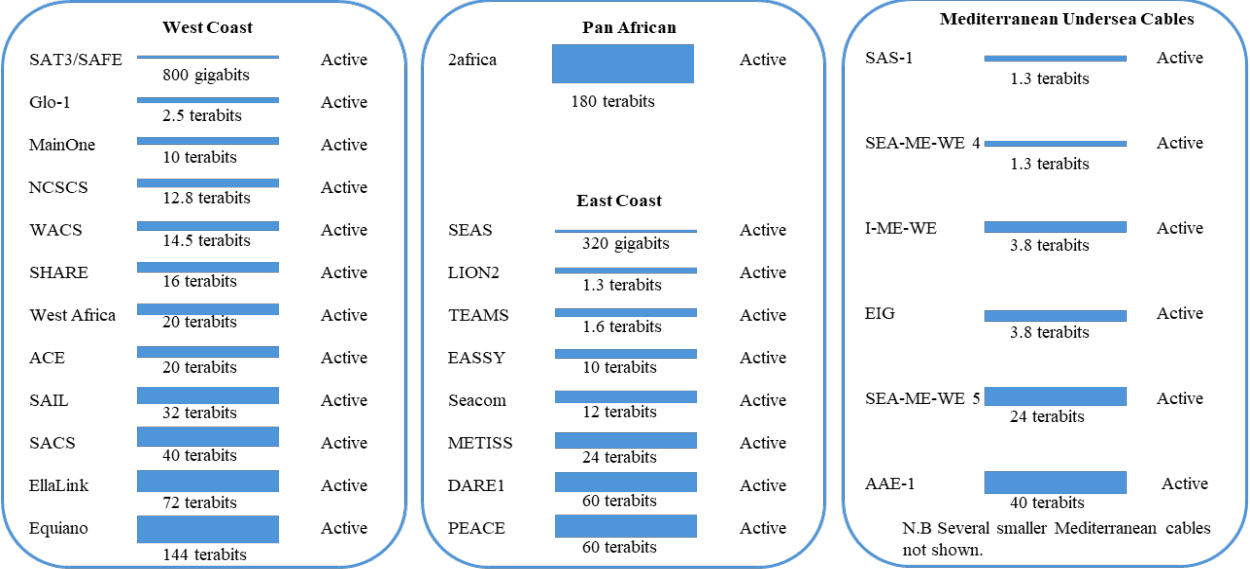 West Coast
SAT3/SAFE Active
800 gigabits
Glo-1 Active
2.5 terabits
MainOne Active
10 terabits
NCSCS Active
12.8 terabits
WACS Active
14.5 terabits
SHARE Active
16 terabits
West Africa Active
20 terabits
ACE Active
20 terabits
SAIL Active
32 terabits
SACS Active
40 terabits
EllaLink Active
72 terabits
Equiano Active
144 terabits
Pan African
2africa Active
180 terabits
East Coast
SEAS Active
320 gigabits
LION2 Active
1.3 terabits
TEAMS Active
1.6 terabits
EASSY Active
10 terabits
Seacom Active
12 terabits
METISS Active
24 terabits
DARE1 Active
60 terabits
PEACE Active
60 terabits
Mediterranean Undersea Cables
SAS-1 Active
1.3 terabits
SEA-ME-WE 4 Active
1.3 terabits
I-ME-WE Active
3.8 terabits
EIG Active
3.8 terabits
SEA-ME-WE 5 Active
24 terabits
AAE-1 Active
40 terabits
N.B Several smaller Mediterranean cables
not shown.